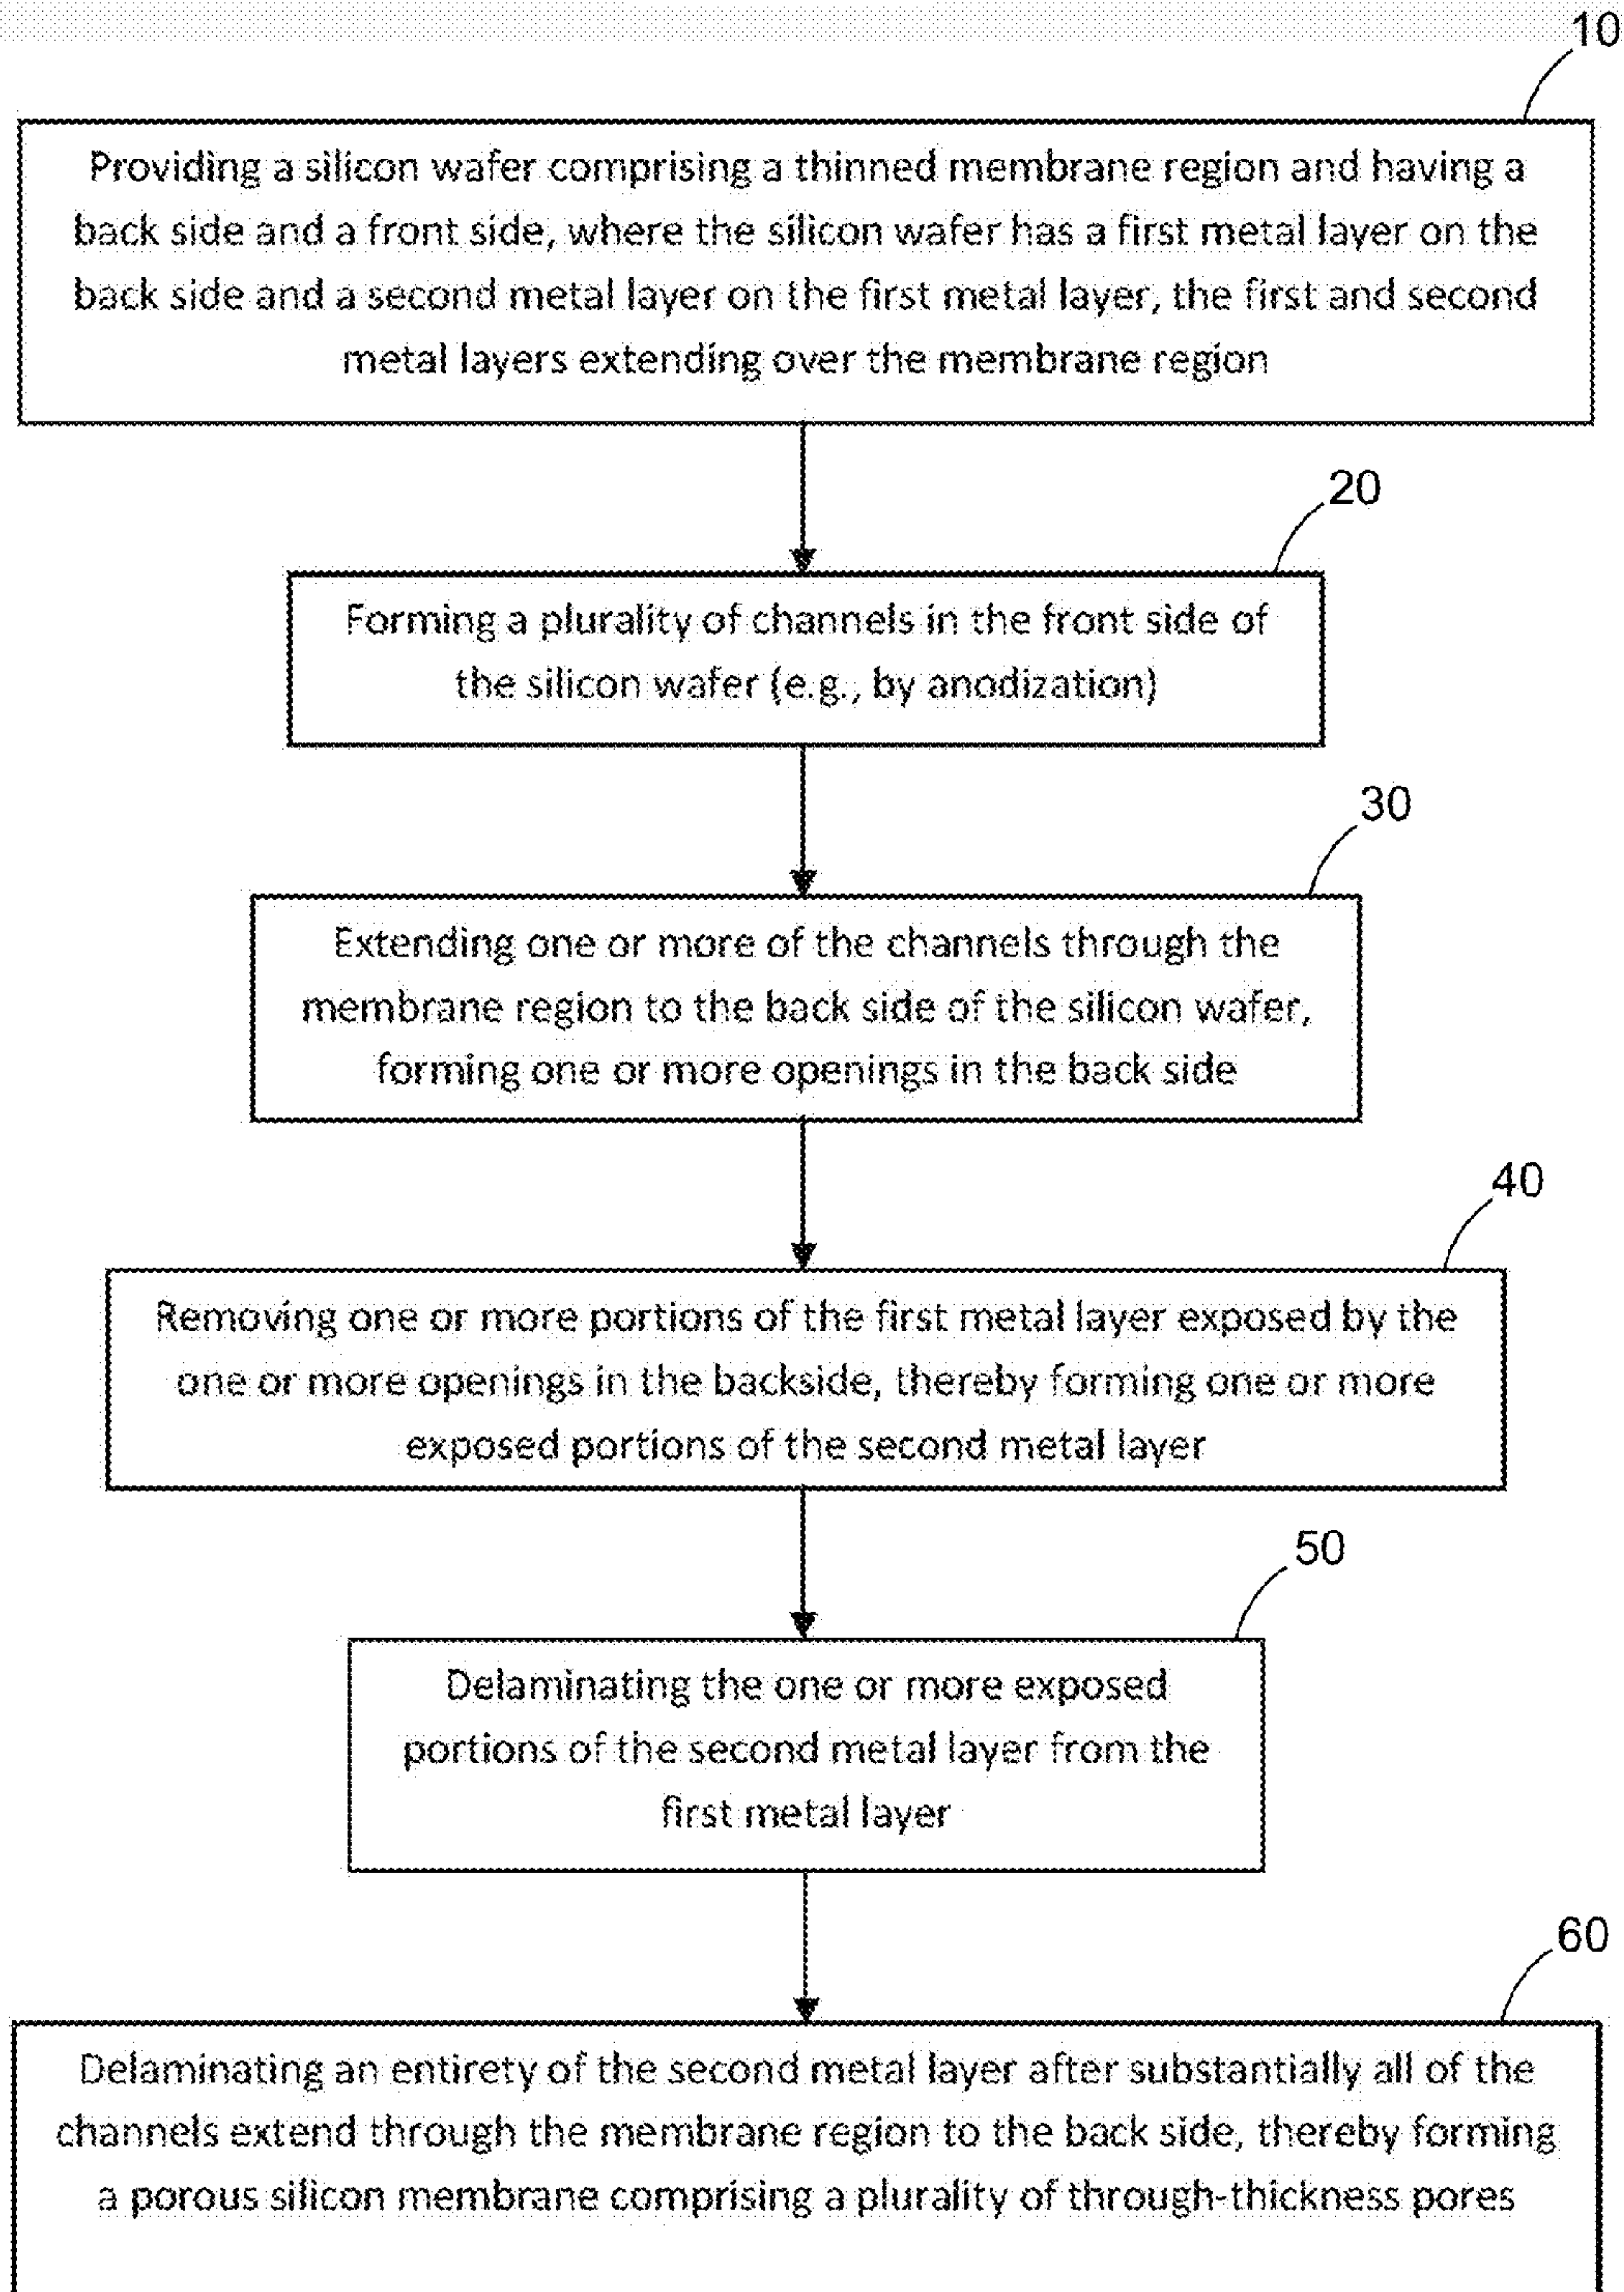 10
Providing a silicon wafer comprising a thinned membrane region and having a
back side and a front side, where the silicon wafer has a first metal layer on the
back side and a second metal layer on the first metal layer, the first and second
metal layers extending over the membrane region
20
Forming a plurality of channels in the front side of
the silicon wafer (e.g., by anodization)
30
Extending one or more of the channels through the
membrane region to the back side of the silicon wafer,
forming one or more openings in the back side
40
Removing one or more portions of the first metal layer exposed by the
one or more openings in the backside, thereby forming one or more
exposed portions of the second metal layer
50
Delaminating the one or more exposed
portions of the second metal layer from the
first metal layer
60
Delaminating an entirety of the second metal layer after substantially all of the
channels extend through the membrane region to the back side, thereby forming
a porous silicon membrane comprising a plurality of through-thickness pores